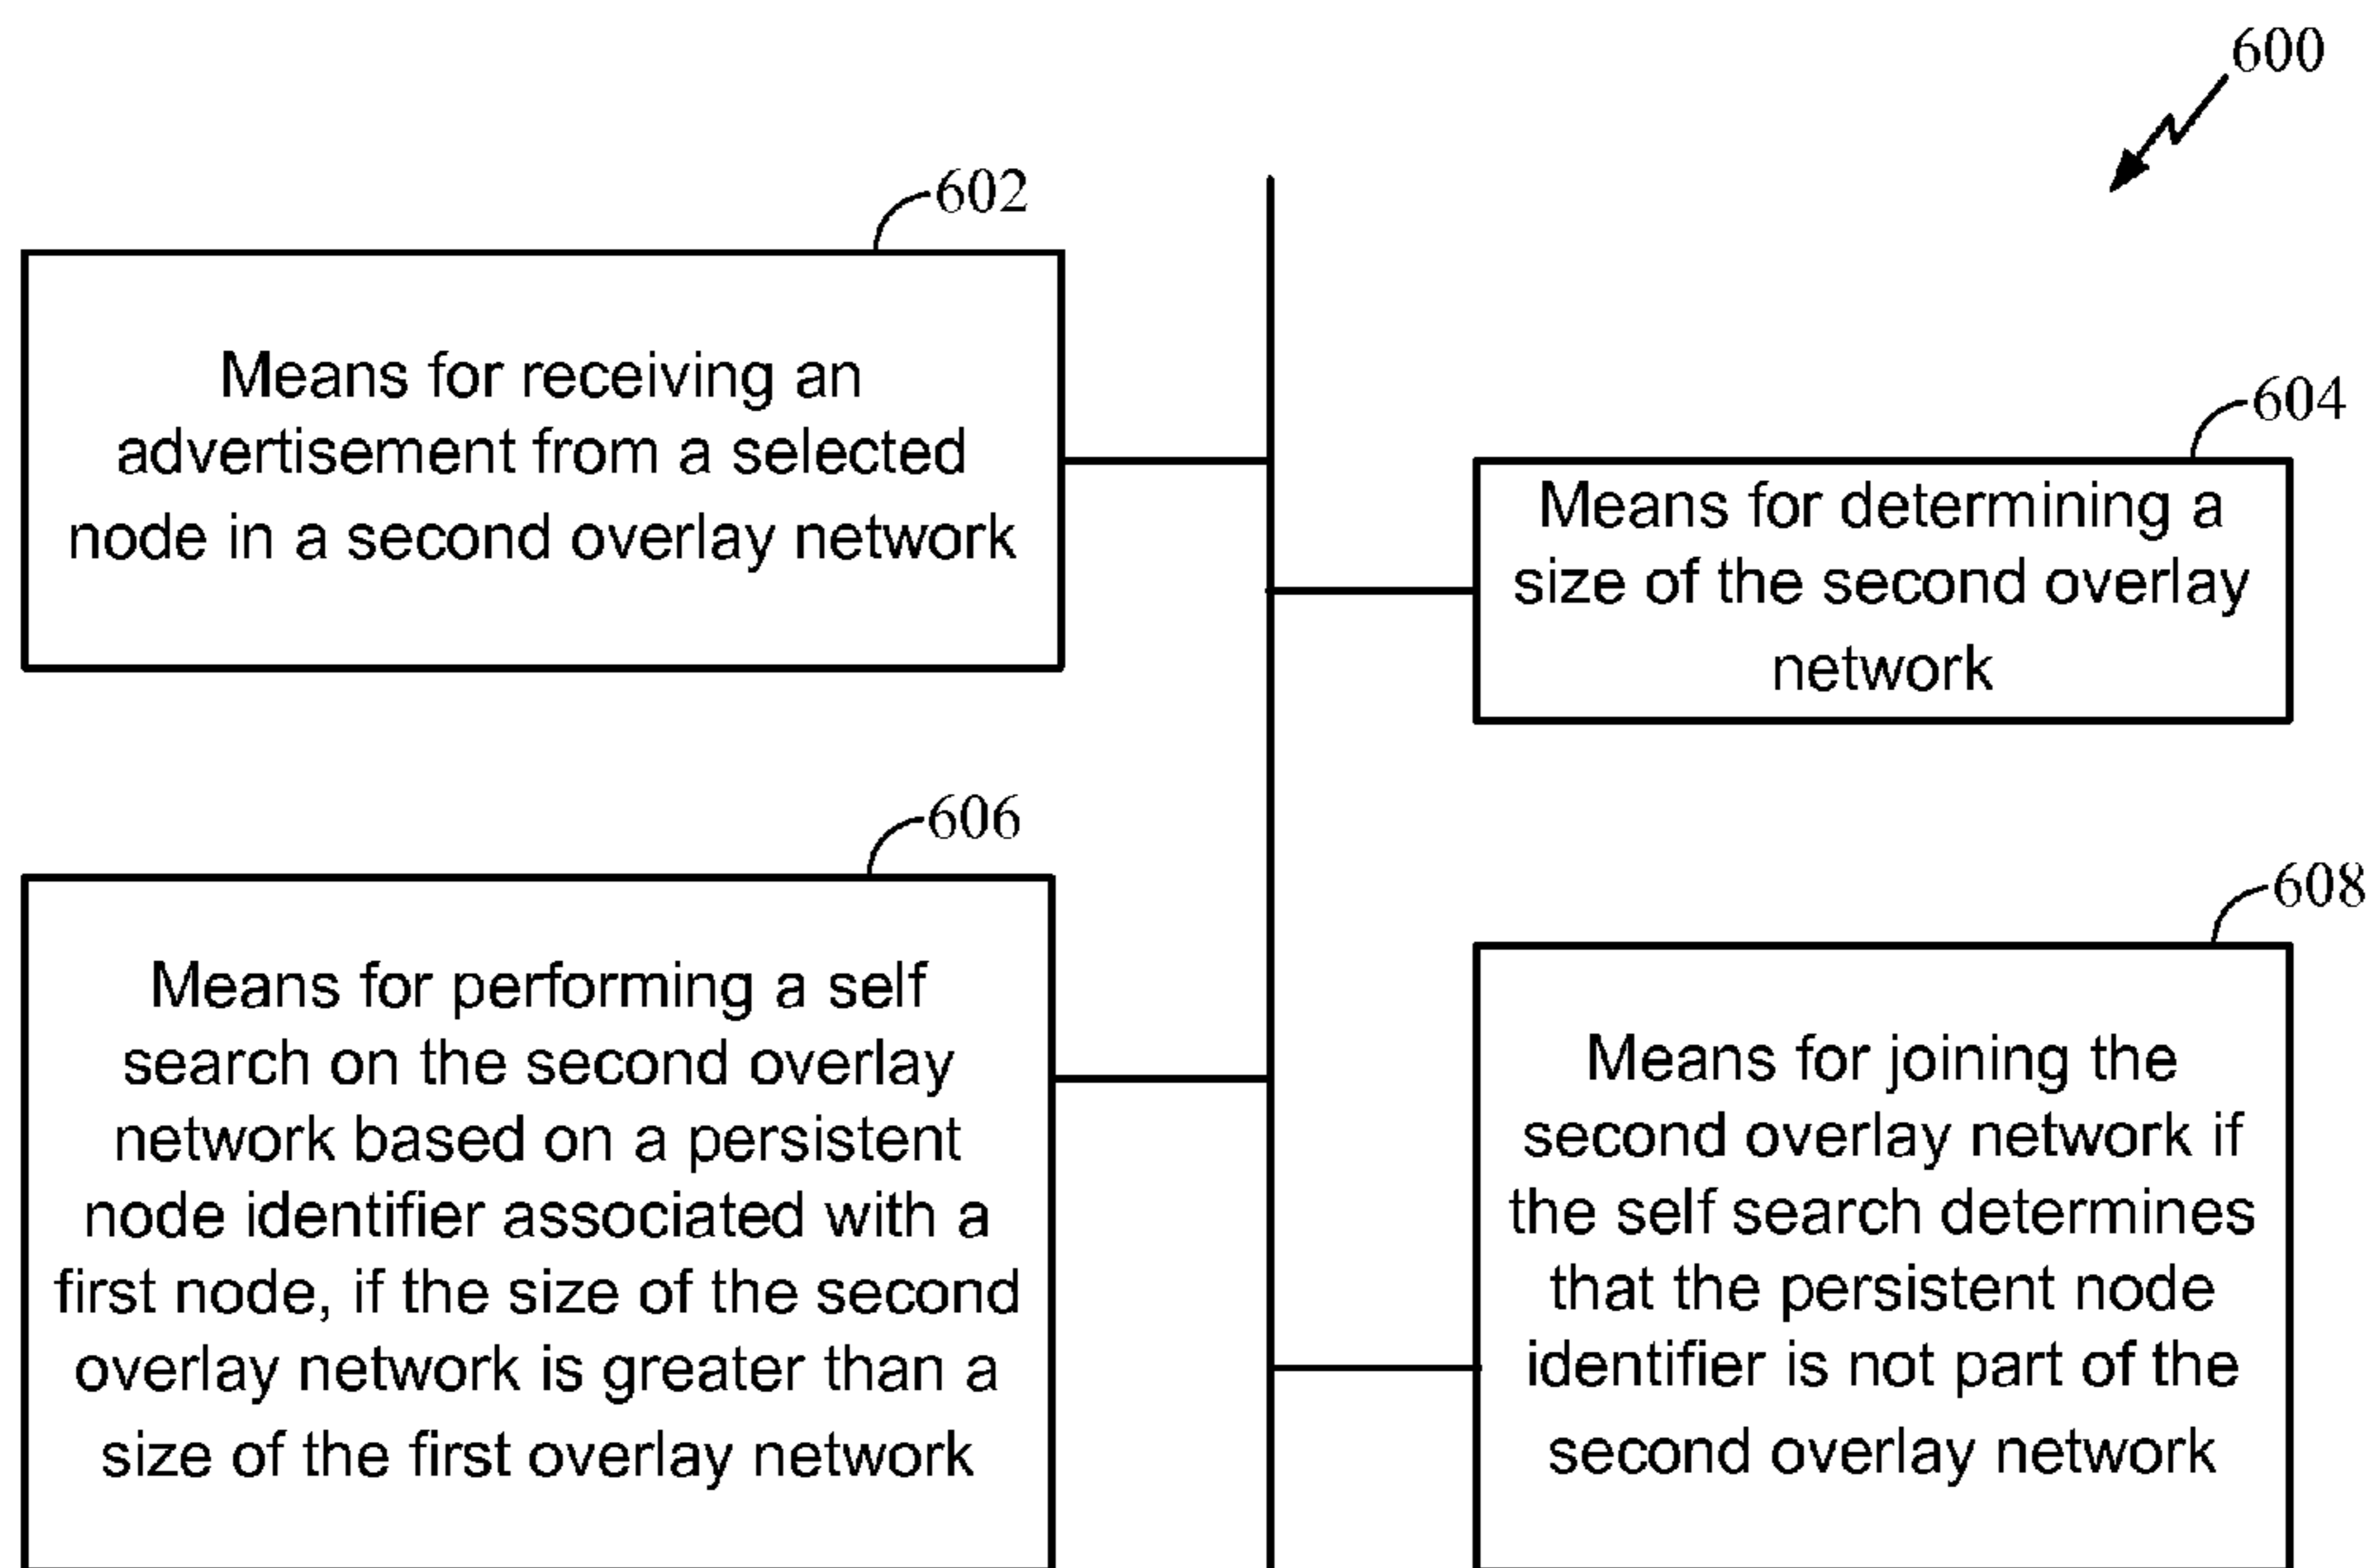 600
602
Means for receiving an
advertisement from a selected
node in a second overlay network
604
Means for determining a
size of the second overlay
network
606
Means for performing a self
search on the second overlay
network based on a persistent
node identifier associated with a
first node, if the size of the second
overlay network is greater than a
size of the first overlay network
608
Means for joining the
second overlay network if
the self search determines
that the persistent node
identifier is not part of the
second overlay network